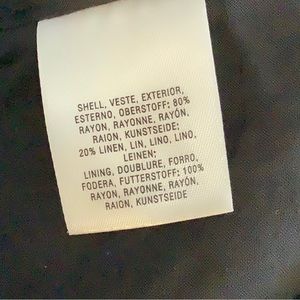 SHELL, VESTE, EXTERIOR,
ESTERNO, OBERSTOFF: 80%
RAYON, RAYONNE, RAYÓN,
RAION, KUNSTSEIDE;
20% LINEN, LIN, LINO, LINO,
LEINEN;
LINING, DOUBLURE, FORRO,
FODERA, FUTTERSTOFF: 100%
RAYON, RAYONNE, RAYÓN,
RAION, KUNSTSEIDE